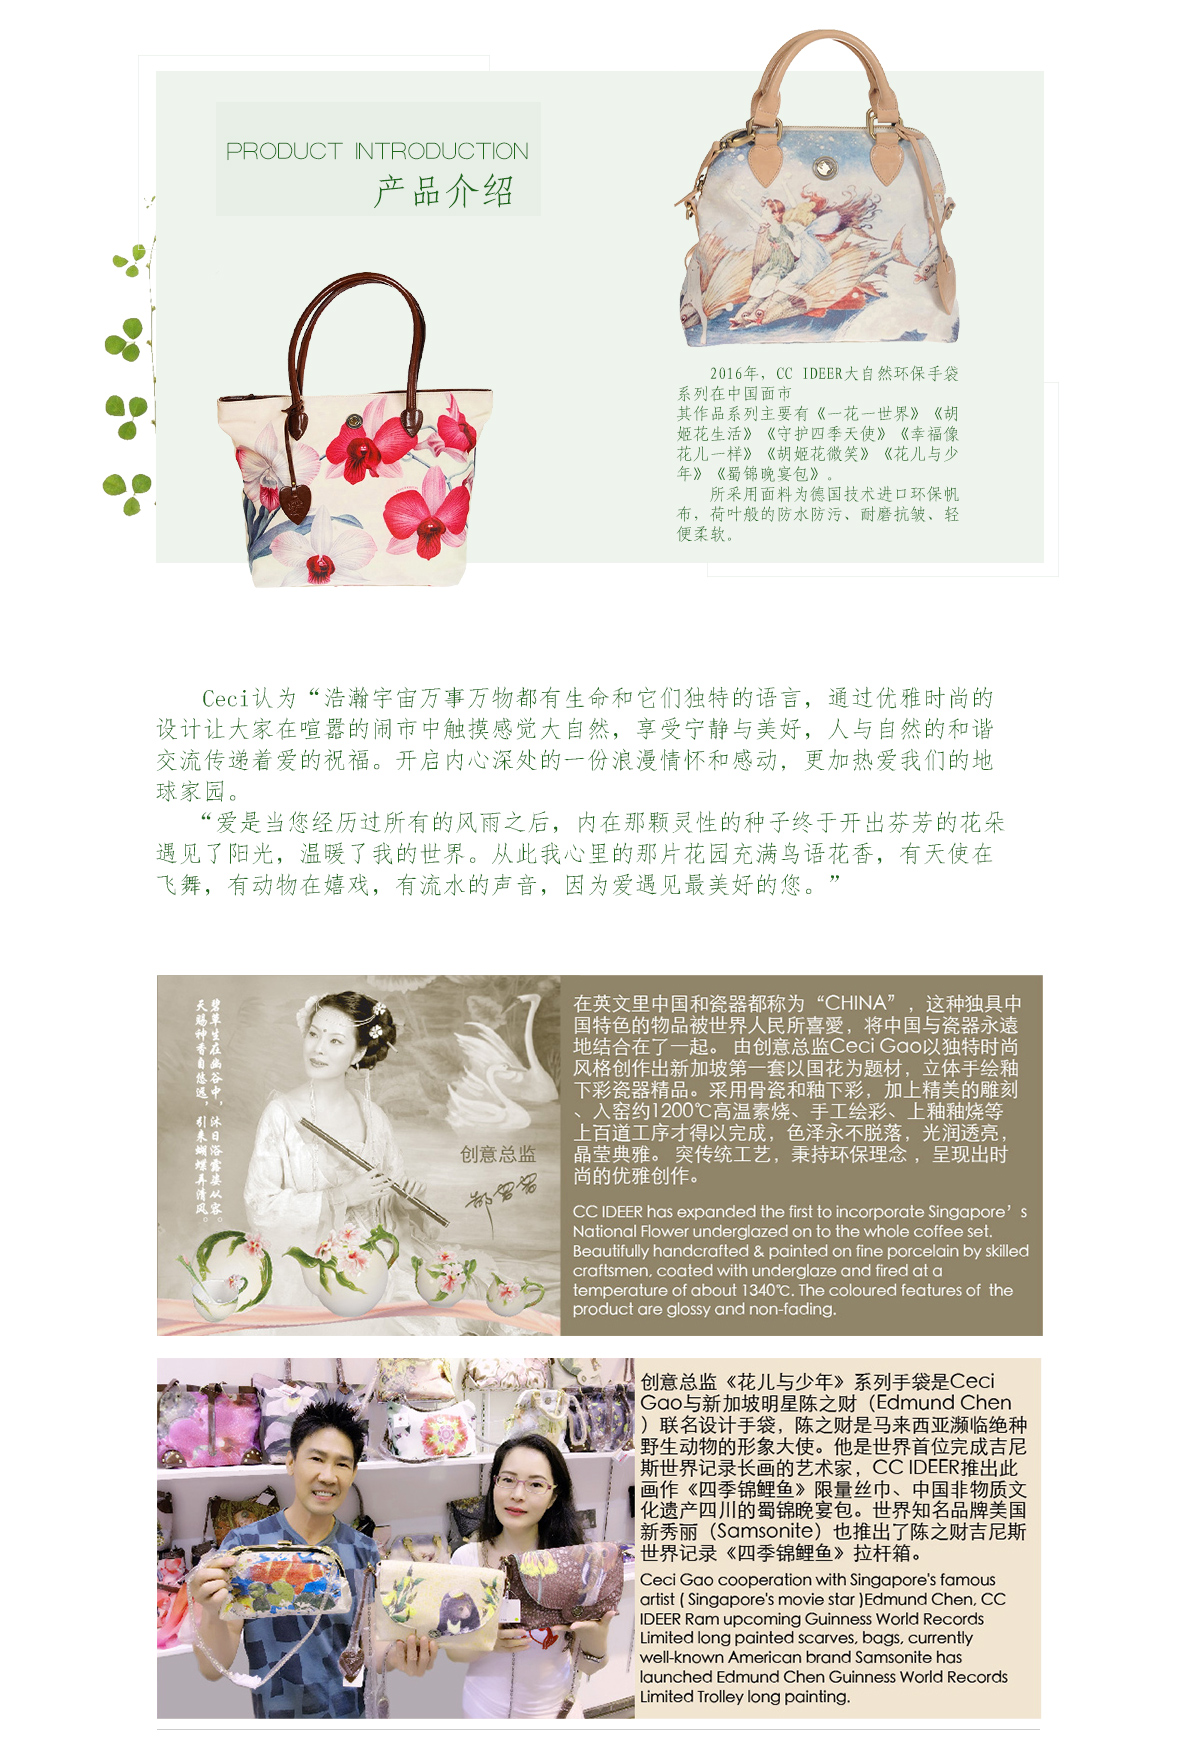 PRODUCT INTRODUCTION
产品介绍
2016年，CC IDEER大自然环保手袋
系列在中国面市
其作品系列主要有《一花一世界》《胡
姬花生活》《守护四季天使》《幸福像
花儿一样》《胡姬花微笑》《花儿与少
年》《蜀锦晚宴包》。
所采用面料为德国技术进口环保帆
布，荷叶般的防水防污、耐磨抗皱、轻
便柔软。
Ceci认为“浩瀚宇宙万事万物都有生命和它们独特的语言，通过优雅时尚的
设计让大家在喧嚣的闹市中触摸感觉大自然，享受宁静与美好，人与自然的和谐
交流传递着爱的祝福。开启内心深处的一份浪漫情怀和感动，更加热爱我们的地
球家园。
“爱是当您经历过所有的风雨之后，内在那颗灵性的种子终于开出芬芳的花朵
遇见了阳光，温暖了我的世界。从此我心里的那片花园充满鸟语花香，有天使在
飞舞，有动物在嬉戏，有流水的声音，因为爱遇见最美好的您。”
碧草生在幽谷中，沐日浴露姿从容。
天赐神香自悠远，引来蝴蝶弄清风。
创意总监
在英文里中国和瓷器都称为“CHINA”，这种独具中
国特色的物品被世界人民所喜愛，将中国与瓷器永遠
地结合在了一起。 由创意总监Ceci Gao以独特时尚
风格创作出新加坡第一套以国花为题材，立体手绘釉
下彩瓷器精品。采用骨瓷和釉下彩，加上精美的雕刻
、入窑约1200℃高温素烧、手工绘彩、上釉釉烧等
上百道工序才得以完成，色泽永不脱落，光润透亮，
晶莹典雅。 突传统工艺，秉持环保理念 ，呈现出时
尚的优雅创作。
CC IDEER has expanded the first to incorporate Singapore’s
National Flower underglazed on to the whole coffee set.
Beautifully handcrafted & painted on fine porcelain by skilled
craftsmen, coated with underglaze and fired at a
temperature of about 1340℃. The coloured features of the
product are glossy and non-fading.
创意总监《花儿与少年》系列手袋是Ceci
Gao与新加坡明星陈之财（Edmund Chen
）联名设计手袋，陈之财是马来西亚濒临绝种
野生动物的形象大使。他是世界首位完成吉尼
斯世界记录长画的艺术家，CC IDEER推出此
画作《四季锦鲤鱼》限量丝巾、中国非物质文
化遗产四川的蜀锦晚宴包。世界知名品牌美国
新秀丽（Samsonite）也推出了陈之财吉尼斯
世界记录《四季锦鲤鱼》拉杆箱。
Ceci Gao cooperation with Singapore's famous
artist ( Singapore's movie star )Edmund Chen, CC
IDEER Ram upcoming Guinness World Records
Limited long painted scarves, bags, currently
well-known American brand Samsonite has
launched Edmund Chen Guinness World Records
Limited Trolley long painting.